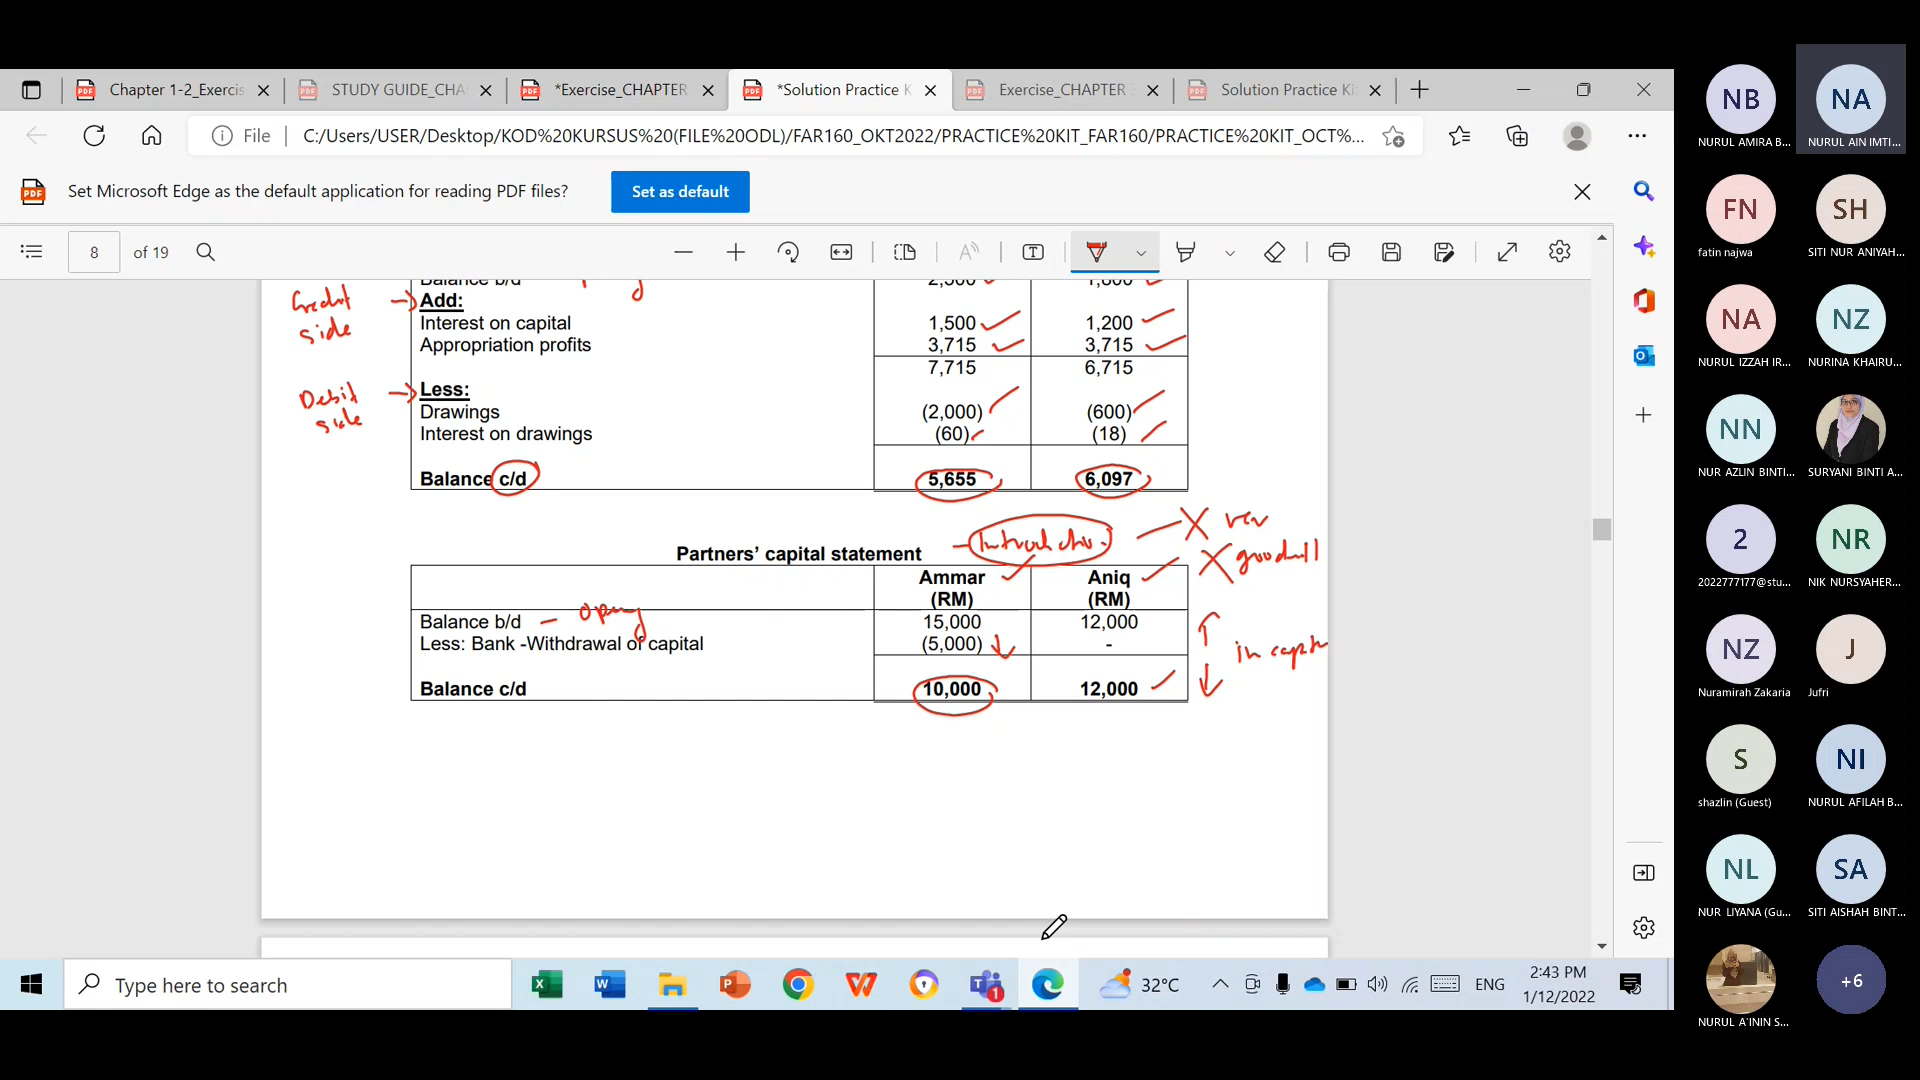 Chapter 1-2_Exercis
STUDY GUIDE_CHA
*Exercise_CHAPTER
*Solution Practice K
Exercise_CHAPTER
Solution Practice Ki
File
C:/Users/USER/Desktop/KOD%20KURSUS%20(FILE%20ODL)/FAR160_OKT2022/PRACTICE%20KIT_FAR160/PRACTICE%20KIT_OCT%...
Set Microsoft Edge as the default application for reading PDF files?
Set as default
8 of 19
Balance b/d 2,500 1,800
Credit side
Add:
Interest on capital 1,500 1,200
Appropriation profits 3,715 3,715
7,715 6,715
Debit side
Less:
Drawings (2,000) (600)
Interest on drawings (60) (18)
Balance c/d 5,655 6,097
Partners' capital statement
X rev
X goodwill
Ammar Aniq
(RM) (RM)
Balance b/d - opening 15,000 12,000
Less: Bank -Withdrawal of capital (5,000) -
in capital
Balance c/d 10,000 12,000
NB
NURUL AMIRA B...
NA
NURUL AIN IMTI...
FN
fatin najwa
SH
SITI NUR ANIYAH...
NA
NURUL IZZAH IR...
NZ
NURINA KHAIRU...
NN
NUR AZLIN BINTI...
SURYANI BINTI A...
2
2022777177@stu...
NR
NIK NURSYAHER...
NZ
Nuramirah Zakaria
J
Jufri
S
shazlin (Guest)
NI
NURUL AFILAH B...
NL
NUR LIYANA (Gu...
SA
SITI AISHAH BINT...
NURUL A'ININ S...
+6
Type here to search
1
32°C
ENG
2:43 PM
1/12/2022